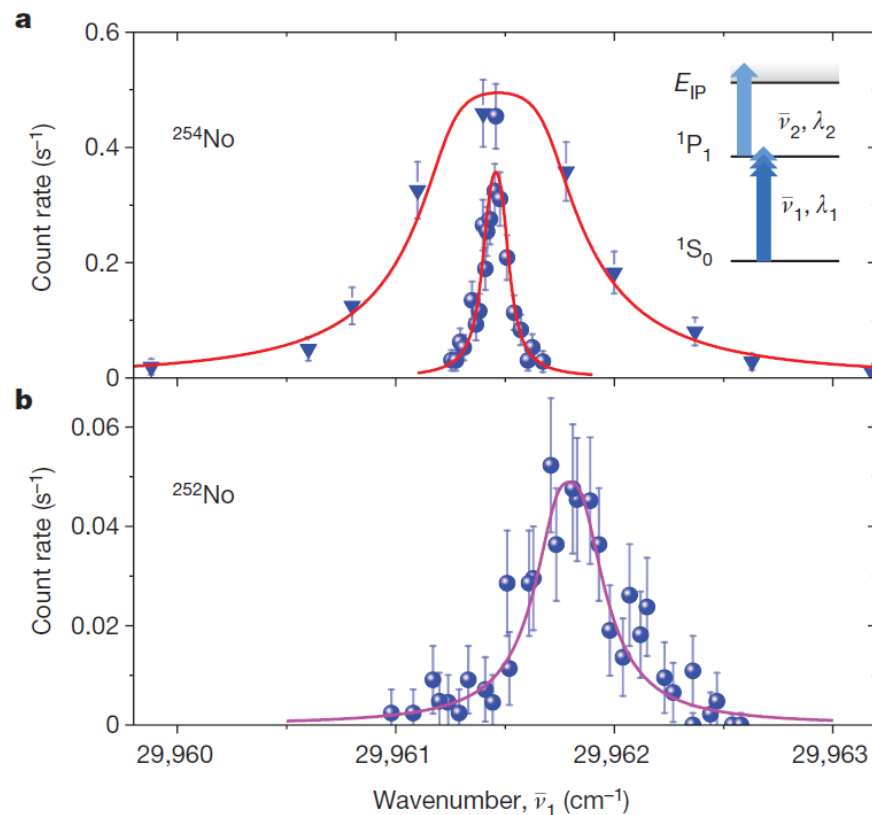 a
0.6
0.4
0.2
0
Count rate (s⁻¹)
²⁵⁴No
E_IP
¹P₁
¹S₀
ν̄₂, λ₂
ν̄₁, λ₁
b
0.06
0.04
0.02
0
Count rate (s⁻¹)
²⁵²No
29,960
29,961
29,962
29,963
Wavenumber, ν̄₁ (cm⁻¹)